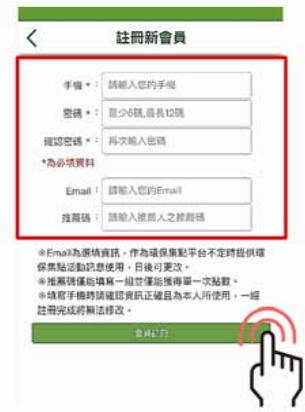 註冊新會員
手機 *： 請輸入您的手機
密碼 *： 至少6碼,最長12碼
確認密碼 *： 再次輸入密碼
*為必填資料
Email： 請輸入您的Email
推薦碼： 請輸入推薦人之推薦碼
※Email為選填資訊，作為環保集點平台不定時提供環
保集點活動訊息使用，日後可更改。
※推薦碼僅能填寫一組並僅能獲得單一次點數。
※填寫手機時請確認資訊正確且為本人所使用，一經
註冊完成將無法修改。
會員註冊